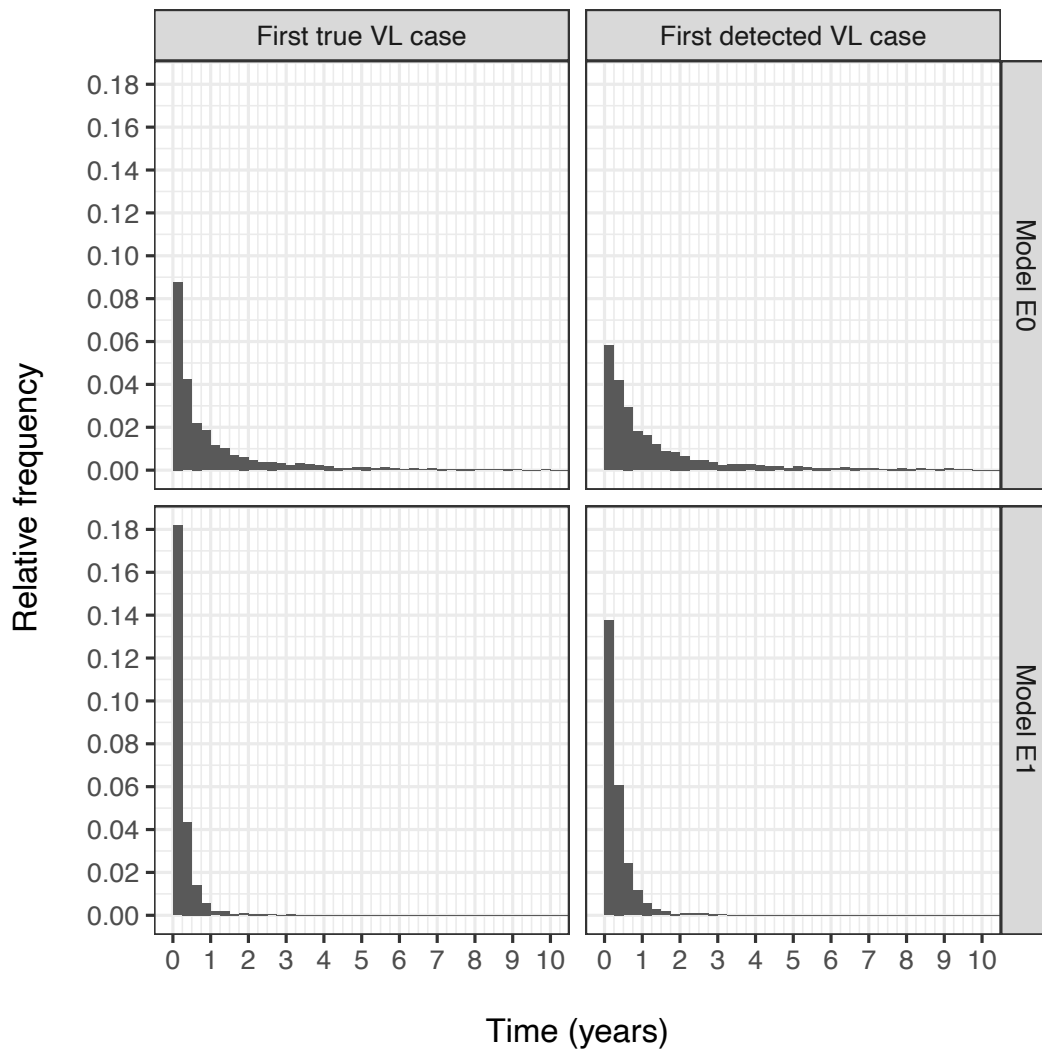 First true VL case
First detected VL case
0.18
0.16
0.14
0.12
0.10
0.08
0.06
0.04
0.02
0.00
Model E0
0.18
0.16
0.14
0.12
0.10
0.08
0.06
0.04
0.02
0.00
Model E1
Relative frequency
0 1 2 3 4 5 6 7 8 9 10
0 1 2 3 4 5 6 7 8 9 10
Time (years)